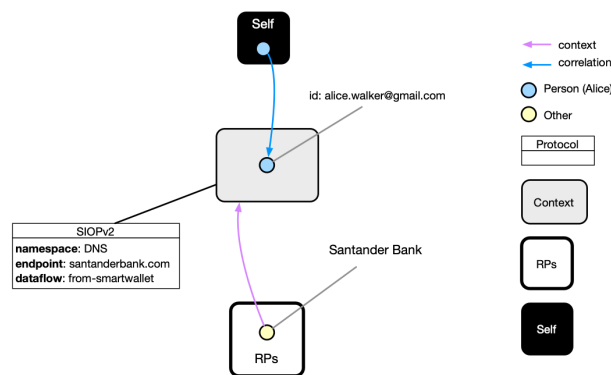 Self
id: alice.walker@gmail.com
SIOPv2
namespace: DNS
endpoint: santanderbank.com
dataflow: from-smartwallet
Santander Bank
RPs
context
correlation
Person (Alice)
Other
Protocol
Context
RPs
Self